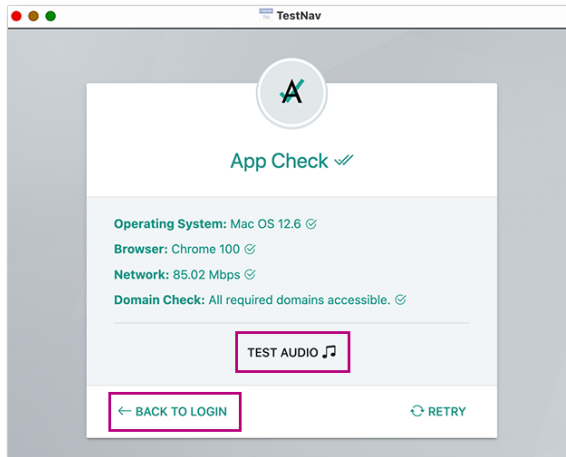 TestNav
App Check
Operating System: Mac OS 12.6
Browser: Chrome 100
Network: 85.02 Mbps
Domain Check: All required domains accessible.
TEST AUDIO
BACK TO LOGIN
RETRY